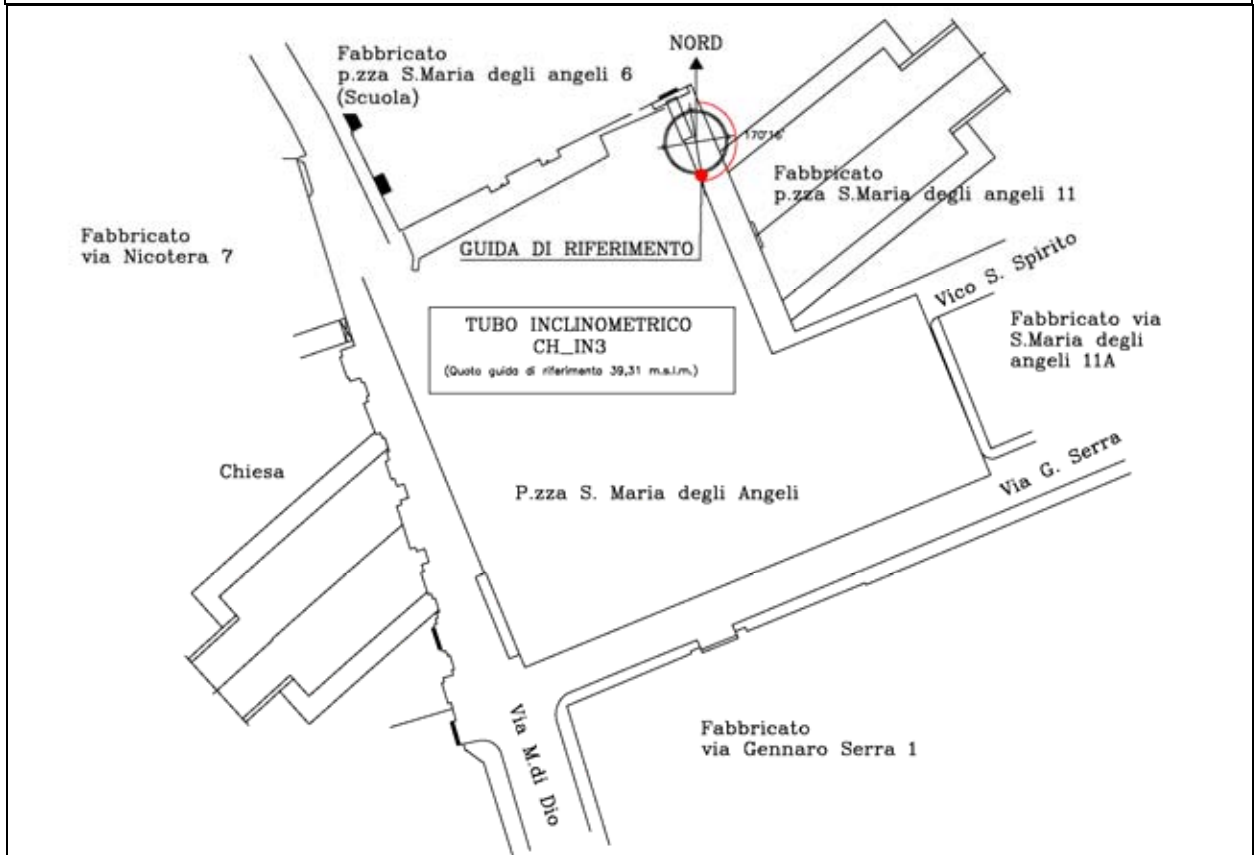 Fabbricato
p.zza S.Maria degli angeli 6
(Scuola)
NORD
170°16'
Fabbricato
p.zza S.Maria degli angeli 11
Fabbricato
via Nicotera 7
GUIDA DI RIFERIMENTO
Vico S. Spirito
TUBO INCLINOMETRICO
CH_IN3
(Quota guida di riferimento 39,31 m.s.l.m.)
Fabbricato via
S.Maria degli
angeli 11A
Chiesa
P.zza S. Maria degli Angeli
Via G. Serra
Via M.di Dio
Fabbricato
via Gennaro Serra 1